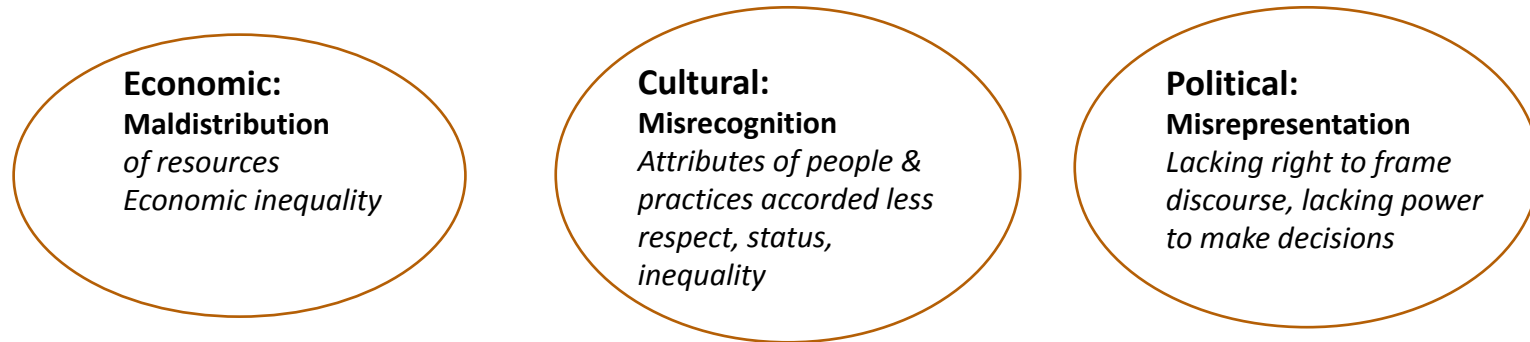 Economic:
Maldistribution
of resources
Economic inequality
Cultural:
Misrecognition
Attributes of people &
practices accorded less
respect, status,
inequality
Political:
Misrepresentation
Lacking right to frame
discourse, lacking power
to make decisions